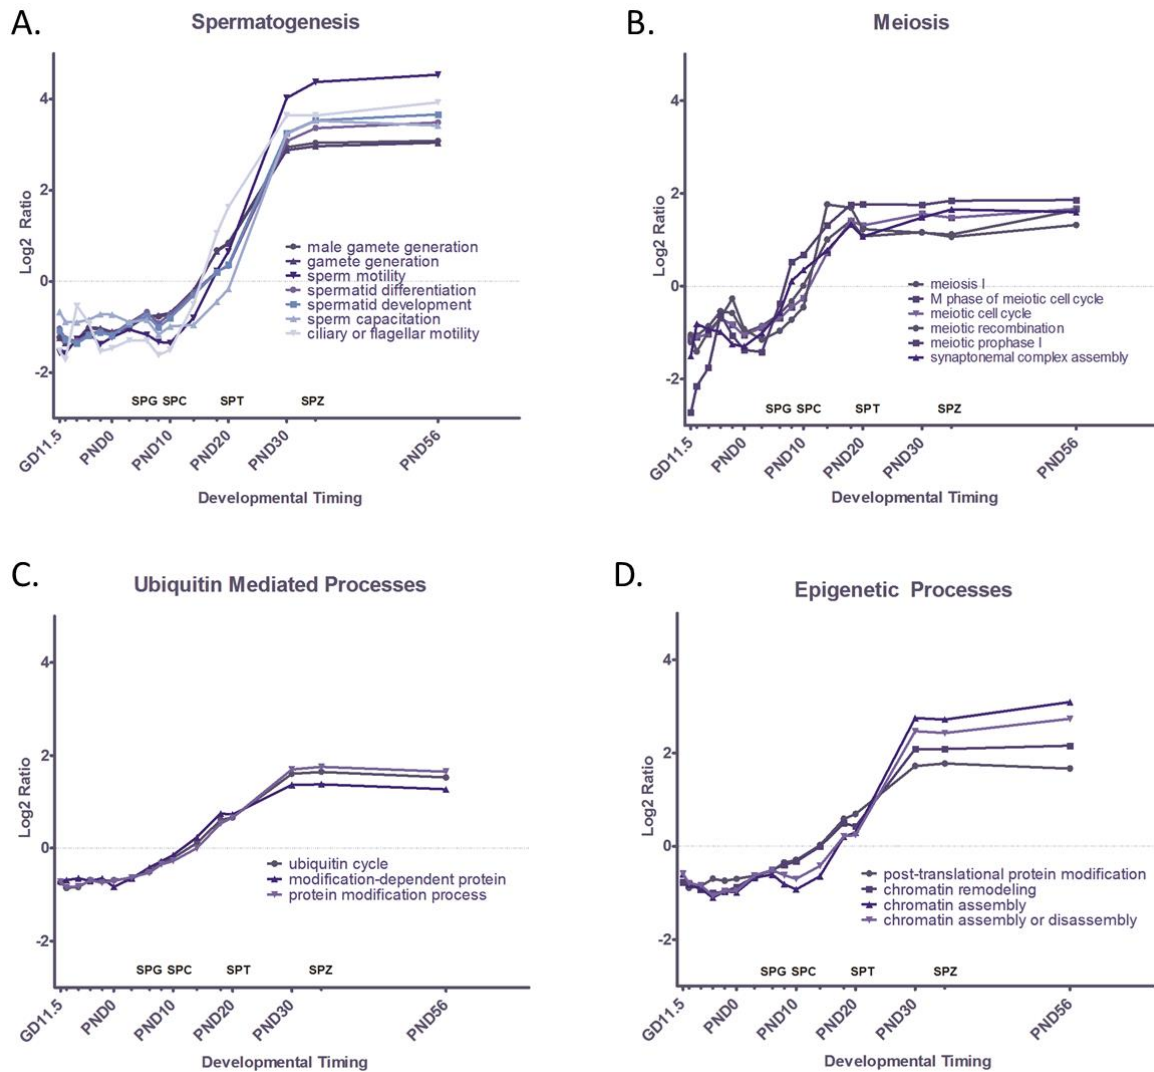 A.
Spermatogenesis
Log2 Ratio
4
2
0
-2
male gamete generation
gamete generation
sperm motility
spermatid differentiation
spermatid development
sperm capacitation
ciliary or flagellar motility
SPG SPC SPT SPZ
GD11.5 PND0 PND10 PND20 PND30 PND56
Developmental Timing
B.
Meiosis
Log2 Ratio
4
2
0
-2
meiosis I
M phase of meiotic cell cycle
meiotic cell cycle
meiotic recombination
meiotic prophase I
synaptonemal complex assembly
SPG SPC SPT SPZ
GD11.5 PND0 PND10 PND20 PND30 PND56
Developmental Timing
C.
Ubiquitin Mediated Processes
Log2 Ratio
4
2
0
-2
ubiquitin cycle
modification-dependent protein
protein modification process
SPG SPC SPT SPZ
GD11.5 PND0 PND10 PND20 PND30 PND56
Developmental Timing
D.
Epigenetic Processes
Log2 Ratio
4
2
0
-2
post-translational protein modification
chromatin remodeling
chromatin assembly
chromatin assembly or disassembly
SPG SPC SPT SPZ
GD11.5 PND0 PND10 PND20 PND30 PND56
Developmental Timing